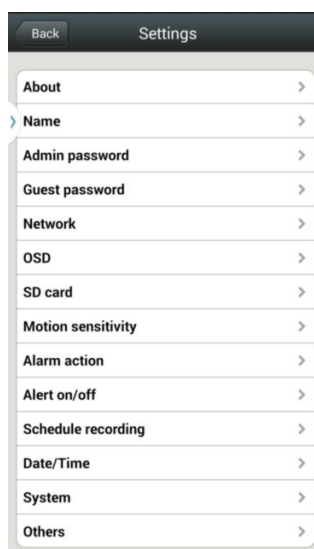 Back Settings
About
Name
Admin password
Guest password
Network
OSD
SD card
Motion sensitivity
Alarm action
Alert on/off
Schedule recording
Date/Time
System
Others